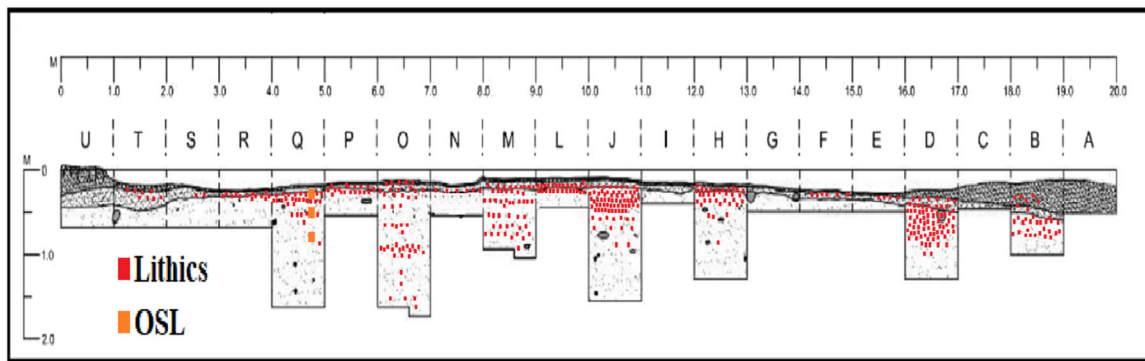 M
0 1.0 2.0 3.0 4.0 5.0 6.0 7.0 8.0 9.0 10.0 11.0 12.0 13.0 14.0 15.0 16.0 17.0 18.0 19.0 20.0
U T S R Q P O N M L J I H G F E D C B A
M
0
1.0
Lithics
OSL
2.0